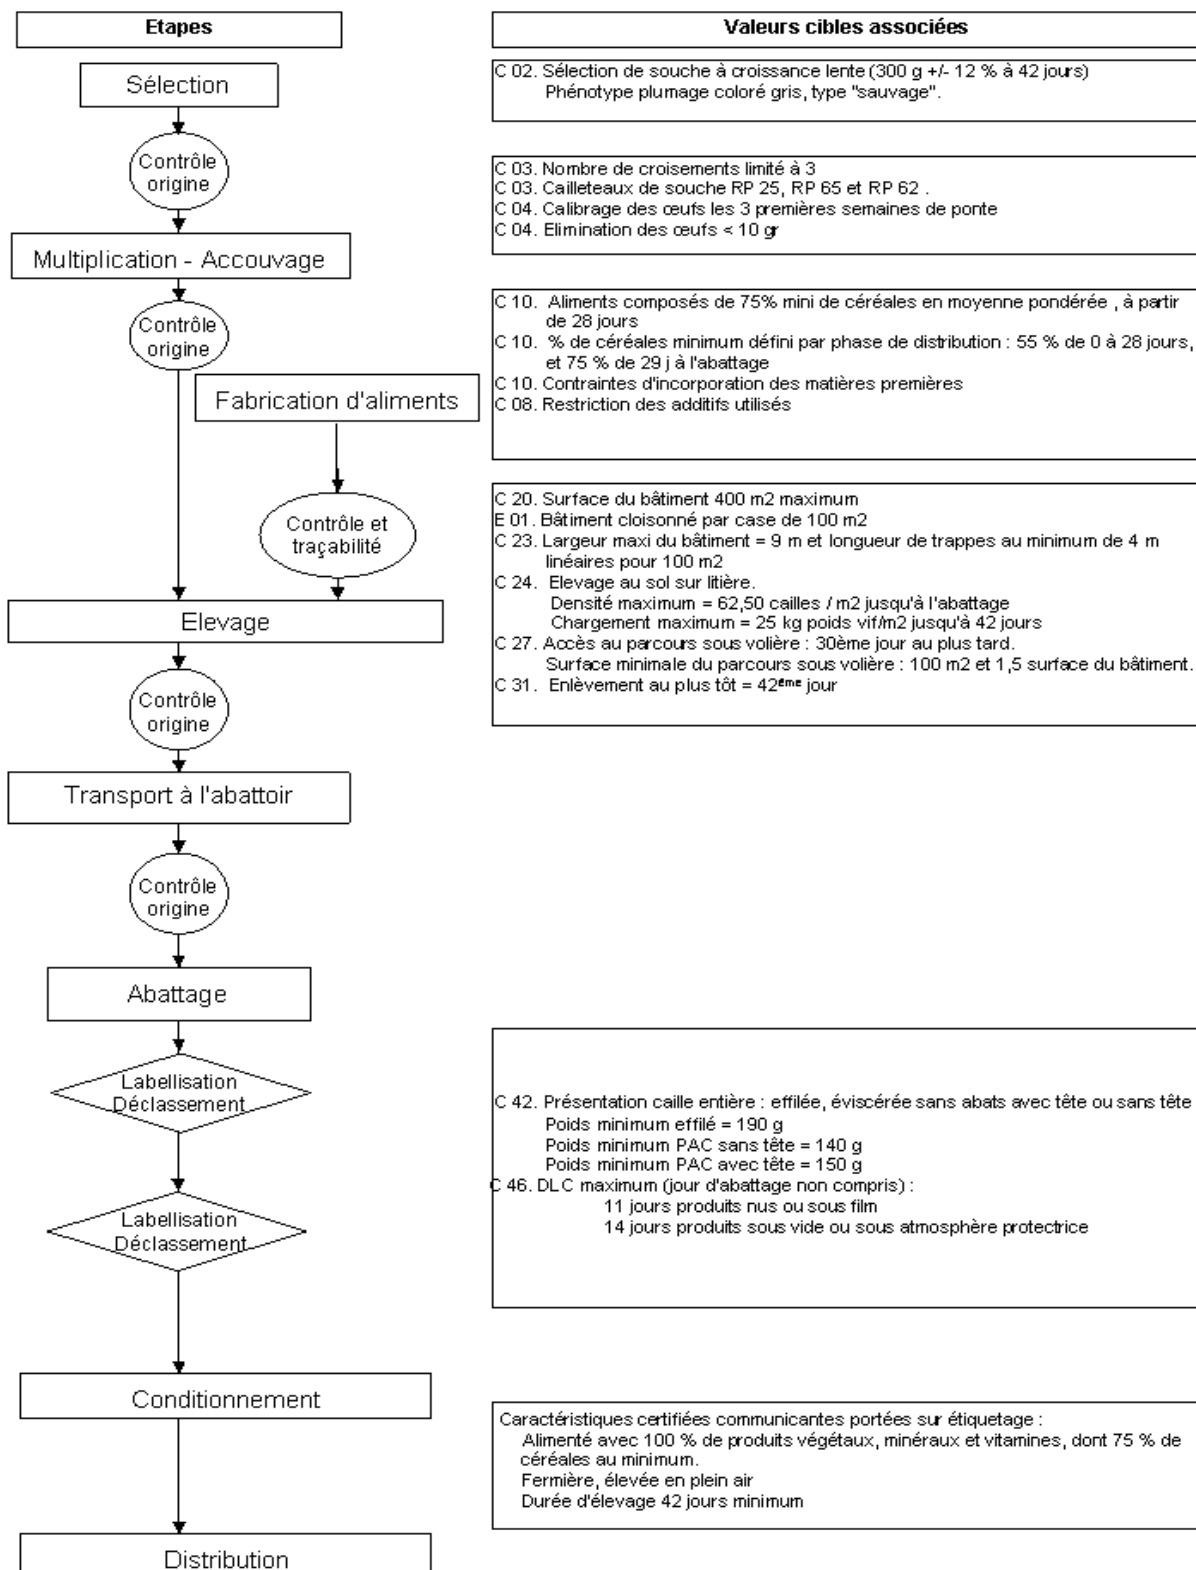 Etapes
Valeurs cibles associées
Sélection
C 02. Sélection de souche à croissance lente (300 g +/- 12 % à 42 jours)
Phénotype plumage coloré gris, type "sauvage".
Contrôle
origine
C 03. Nombre de croisements limité à 3
C 03. Cailleteaux de souche RP 25, RP 65 et RP 62 .
C 04. Calibrage des œufs les 3 premières semaines de ponte
C 04. Elimination des œufs < 10 gr
Multiplication - Accouvage
Contrôle
origine
C 10. Aliments composés de 75% mini de céréales en moyenne pondérée , à partir
de 28 jours
C 10. % de céréales minimum défini par phase de distribution : 55 % de 0 à 28 jours,
et 75 % de 29 j à l'abattage
C 10. Contraintes d'incorporation des matières premières
C 08. Restriction des additifs utilisés
Fabrication d'aliments
Contrôle et
traçabilité
C 20. Surface du bâtiment 400 m2 maximum
E 01. Bâtiment cloisonné par case de 100 m2
C 23. Largeur maxi du bâtiment = 9 m et longueur de trappes au minimum de 4 m
linéaires pour 100 m2
C 24. Elevage au sol sur litière.
Densité maximum = 62,50 cailles / m2 jusqu'à l'abattage
Chargement maximum = 25 kg poids vif/m2 jusqu'à 42 jours
C 27. Accès au parcours sous volière : 30ème jour au plus tard.
Surface minimale du parcours sous volière : 100 m2 et 1,5 surface du bâtiment.
C 31. Enlèvement au plus tôt = 42ème jour
Elevage
Contrôle
origine
Transport à l'abattoir
Contrôle
origine
Abattage
Labellisation
Déclassement
C 42. Présentation caille entière : effilée, éviscérée sans abats avec tête ou sans tête
Poids minimum effilé = 190 g
Poids minimum PAC sans tête = 140 g
Poids minimum PAC avec tête = 150 g
C 46. DLC maximum (jour d'abattage non compris) :
11 jours produits nus ou sous film
14 jours produits sous vide ou sous atmosphère protectrice
Labellisation
Déclassement
Conditionnement
Caractéristiques certifiées communicantes portées sur étiquetage :
Alimenté avec 100 % de produits végétaux, minéraux et vitamines, dont 75 % de
céréales au minimum.
Fermière, élevée en plein air
Durée d'élevage 42 jours minimum
Distribution